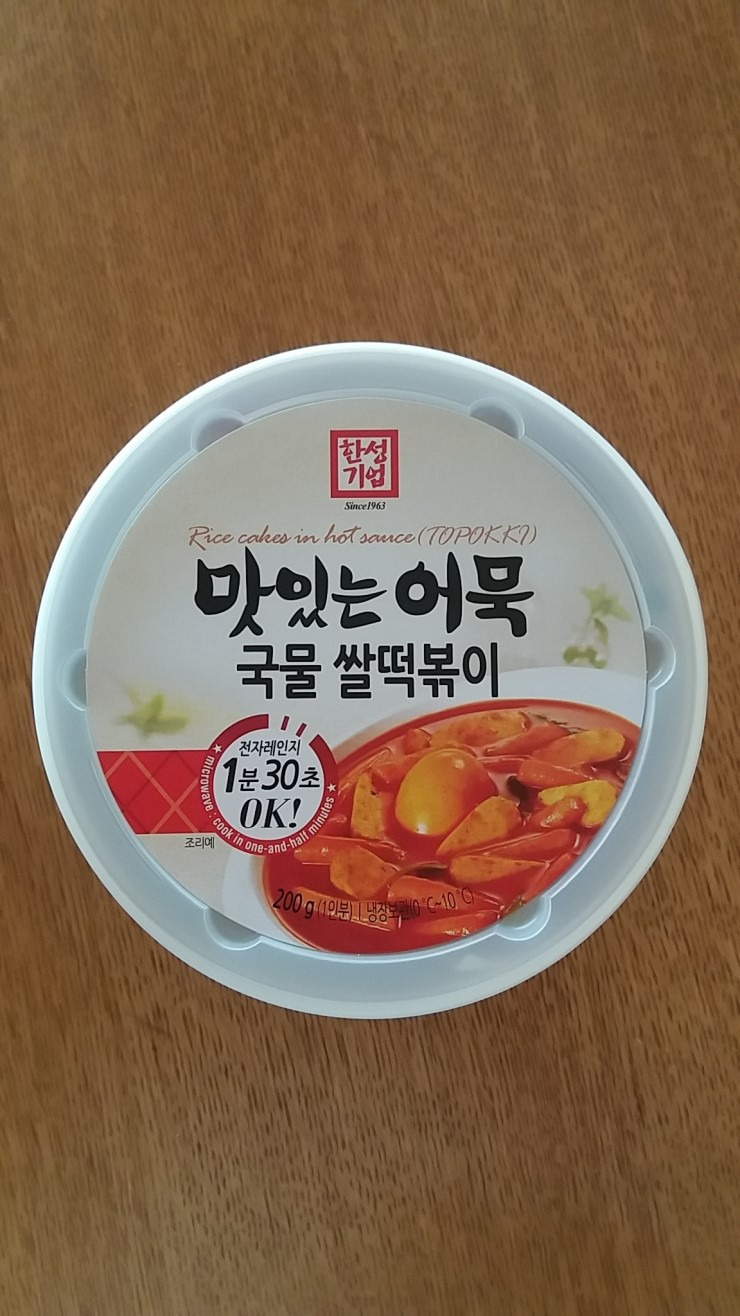 한성
기업
Since1963
Rice cakes in hot sauce (TOPOKKI)
맛있는 어묵
국물 쌀떡볶이
전자레인지
1분30초
OK!
★ microwave : cook in one-and-half minutes ★
조리예
200 g (1인분) | 냉장보관(0℃~10℃)